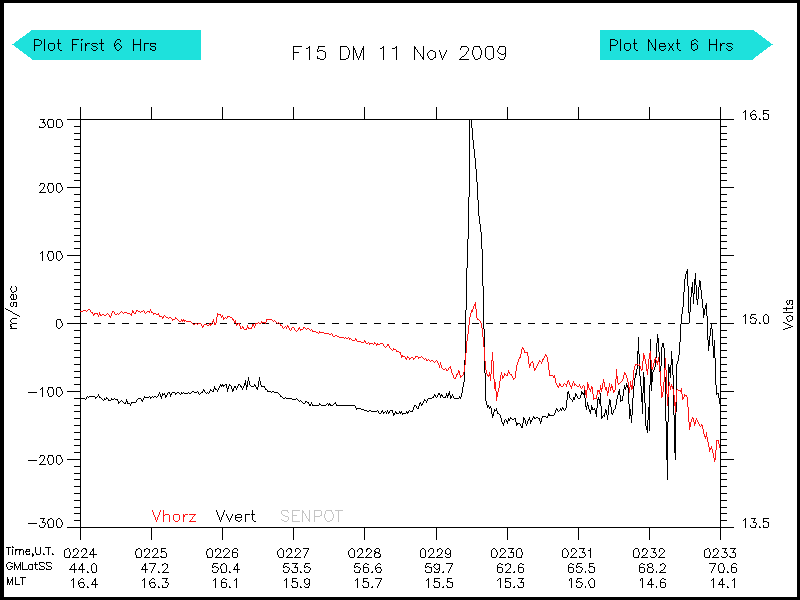 Plot First 6 Hrs
F15 DM 11 Nov 2009
Plot Next 6 Hrs
300
16.5
200
100
m/sec
0
15.0
Volts
-100
-200
-300
13.5
Vhorz Vvert SENPOT
Time,U.T. 0224 0225 0226 0227 0228 0229 0230 0231 0232 0233
GMLatSS 44.0 47.2 50.4 53.5 56.6 59.7 62.6 65.5 68.2 70.6
MLT 16.4 16.3 16.1 15.9 15.7 15.5 15.3 15.0 14.6 14.1